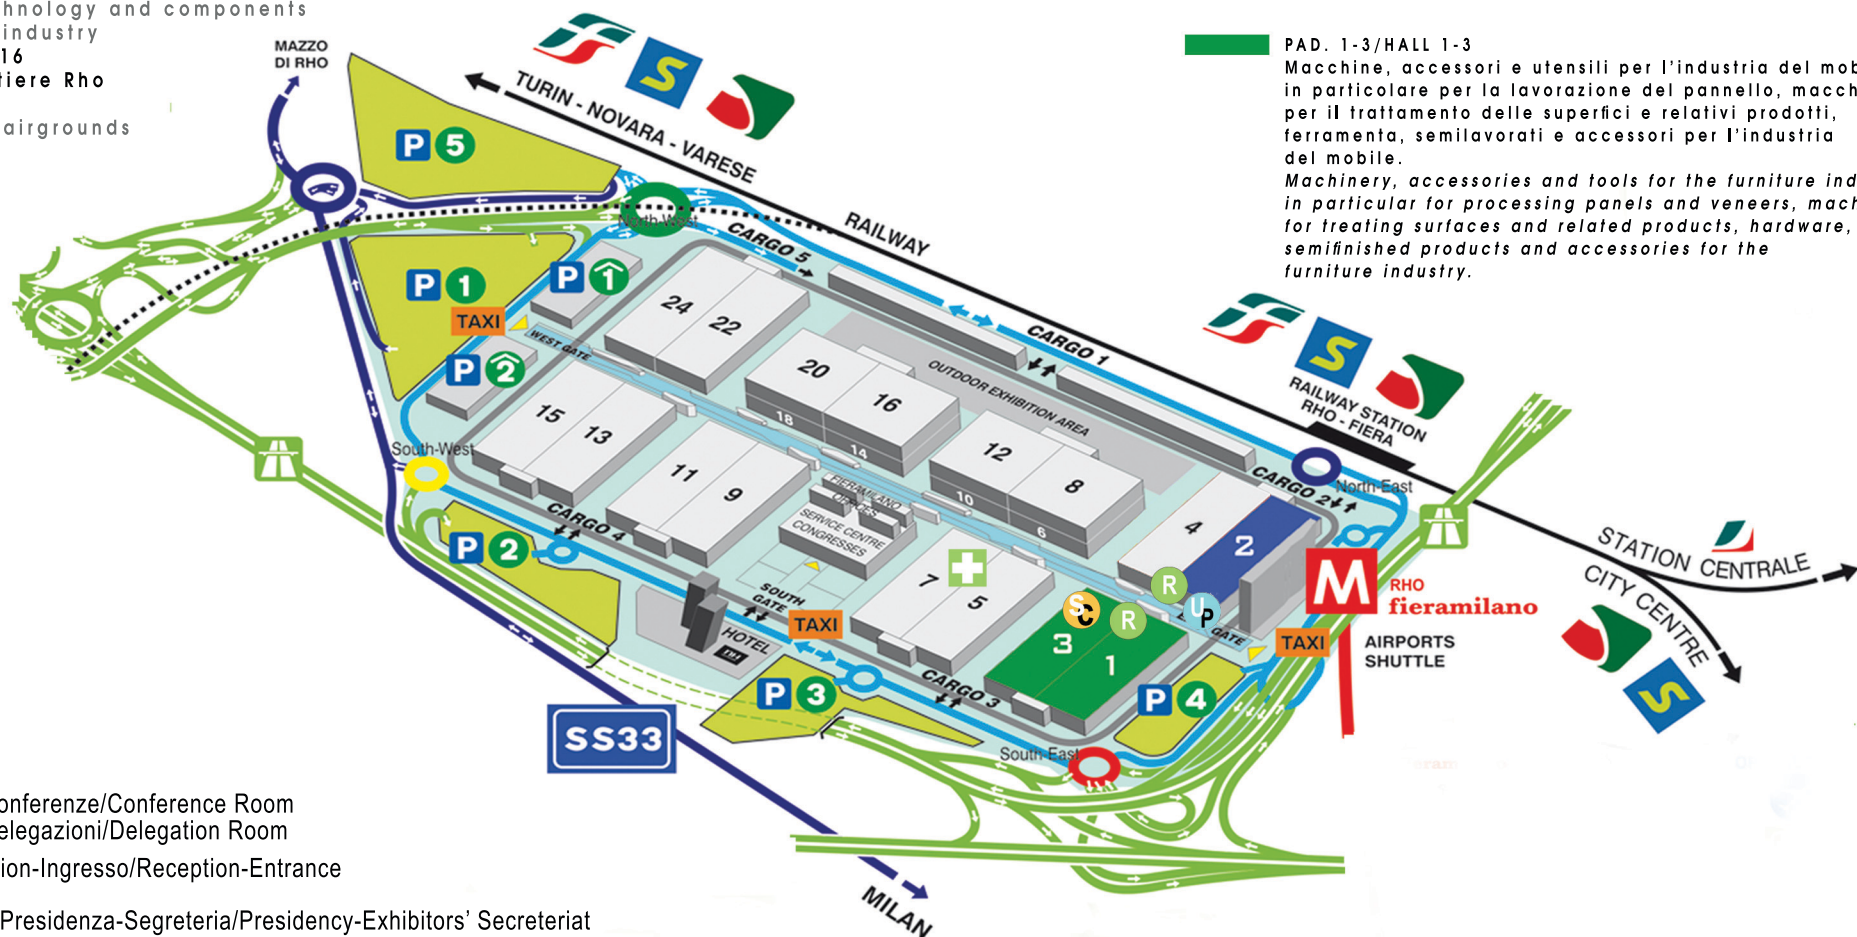 hnology and components
industry
16
tiere Rho
airgrounds
MAZZO
DI RHO
TURIN - NOVARA - VARESE
S
PAD. 1-3/HALL 1-3
Macchine, accessori e utensili per l'industria del mob
in particolare per la lavorazione del pannello, macch
per il trattamento delle superfici e relativi prodotti,
ferramenta, semilavorati e accessori per l'industria
del mobile.
Machinery, accessories and tools for the furniture ind
in particular for processing panels and veneers, mach
for treating surfaces and related products, hardware,
semifinished products and accessories for the
furniture industry.
P 5
North-West
RAILWAY
CARGO 5
P 1
P 1
TAXI
WEST GATE
P 2
24
22
20
16
18
14
OUTDOOR EXHIBITION AREA
CARGO 1
S
RAILWAY STATION
RHO - FIERA
15
13
11
9
12
8
10
6
South-West
CARGO 2
North-East
FIERAMILANO
OFFICES
SERVICE CENTRE
CONGRESSES
CARGO 4
P 2
4
2
7
5
SOUTH
GATE
TAXI
HOTEL
SC
R
R
UP
GATE
3
1
M
RHO
fieramilano
TAXI
AIRPORTS
SHUTTLE
STATION CENTRALE
CITY CENTRE
S
P 3
CARGO 3
P 4
SS33
South-East
MILAN
onferenze/Conference Room
elegazioni/Delegation Room
ion-Ingresso/Reception-Entrance
Presidenza-Segreteria/Presidency-Exhibitors' Secreteriat